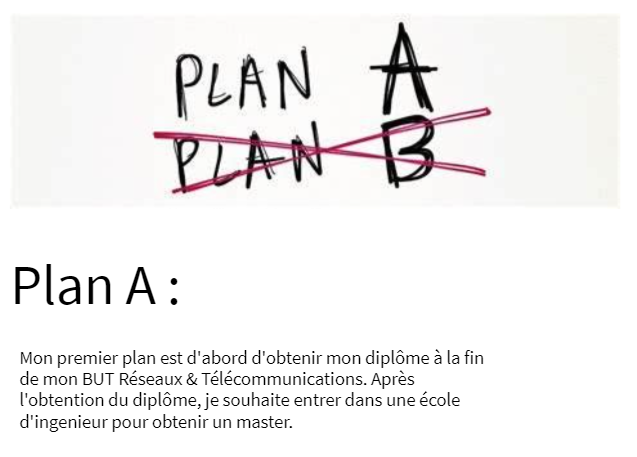 PLAN A
PLAN B
Plan A :
Mon premier plan est d'abord d'obtenir mon diplôme à la fin
de mon BUT Réseaux & Télécommunications. Après
l'obtention du diplôme, je souhaite entrer dans une école
d'ingenieur pour obtenir un master.